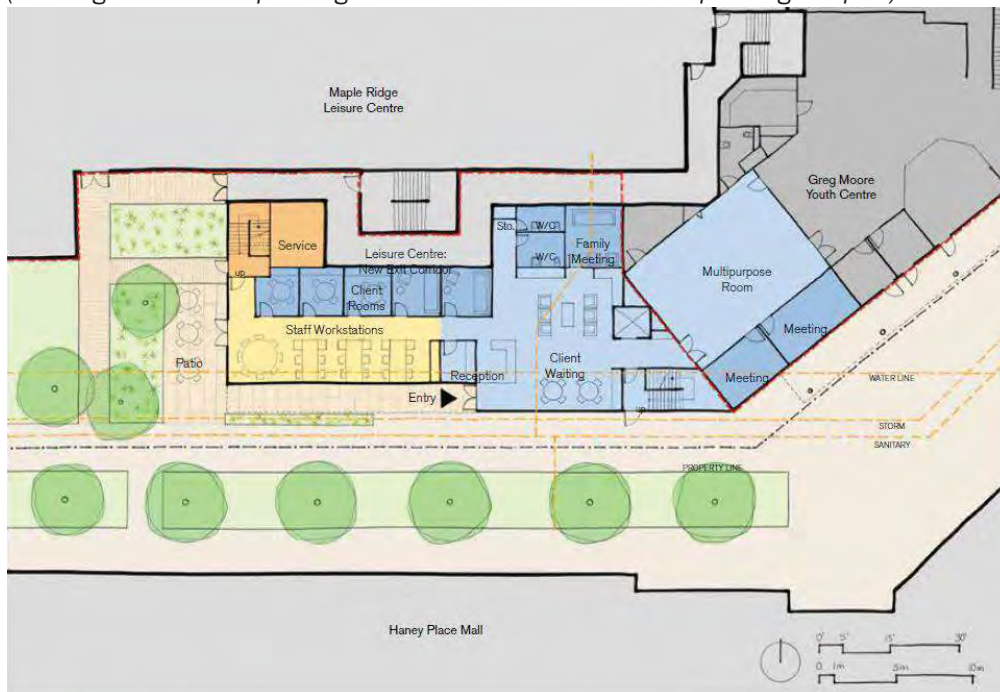 Maple Ridge
Leisure Centre
Greg Moore
Youth Centre
Sto.
W/C
W/C
Family
Meeting
Service
Leisure Centre:
New Exit Corridor
UP
Client
Rooms
Multipurpose
Room
Staff Workstations
Meeting
Patio
Client
Waiting
Reception
Meeting
WATER LINE
Entry
UP
STORM
SANITARY
PROPERTY LINE
Haney Place Mall
0' 5' 15' 30'
0 1m 5m 10m